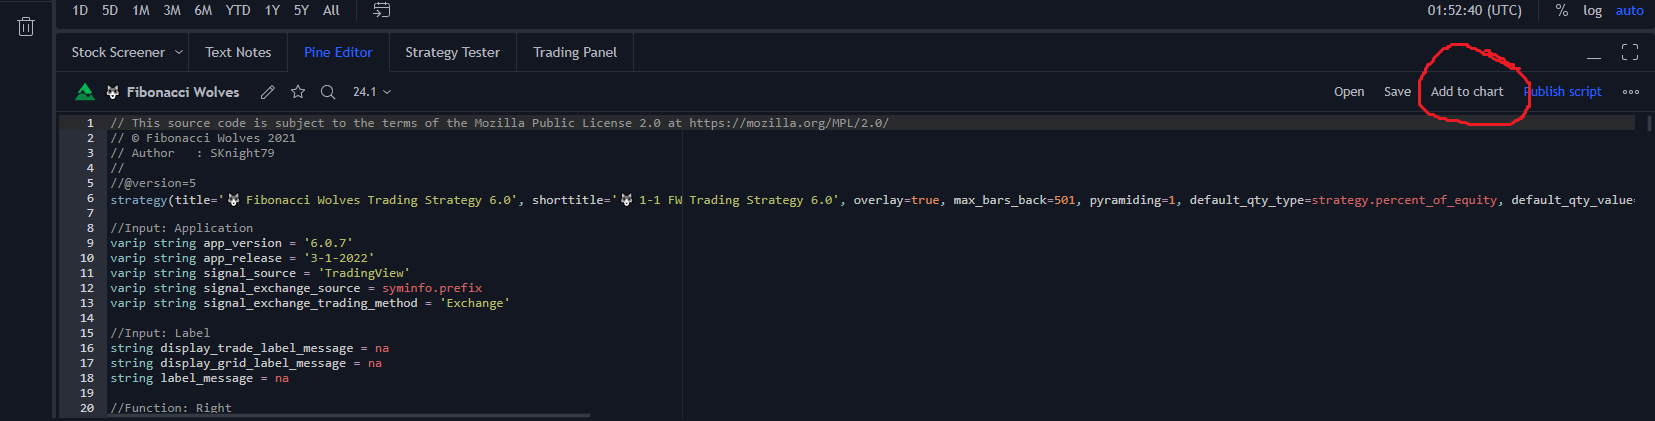 1D 5D 1M 3M 6M YTD 1Y 5Y All 01:52:40 (UTC) % log auto
Stock Screener Text Notes Pine Editor Strategy Tester Trading Panel
🐺 Fibonacci Wolves 24.1 Open Save Add to chart Publish script
1 // This source code is subject to the terms of the Mozilla Public License 2.0 at https://mozilla.org/MPL/2.0/
2 // © Fibonacci Wolves 2021
3 // Author   : SKnight79
4 //
5 //@version=5
6 strategy(title='🐺 Fibonacci Wolves Trading Strategy 6.0', shorttitle='🐺 1-1 FW Trading Strategy 6.0', overlay=true, max_bars_back=501, pyramiding=1, default_qty_type=strategy.percent_of_equity, default_qty_value=
7
8 //Input: Application
9 varip string app_version = '6.0.7'
10 varip string app_release = '3-1-2022'
11 varip string signal_source = 'TradingView'
12 varip string signal_exchange_source = syminfo.prefix
13 varip string signal_exchange_trading_method = 'Exchange'
14
15 //Input: Label
16 string display_trade_label_message = na
17 string display_grid_label_message = na
18 string label_message = na
19
20 //Function: Right